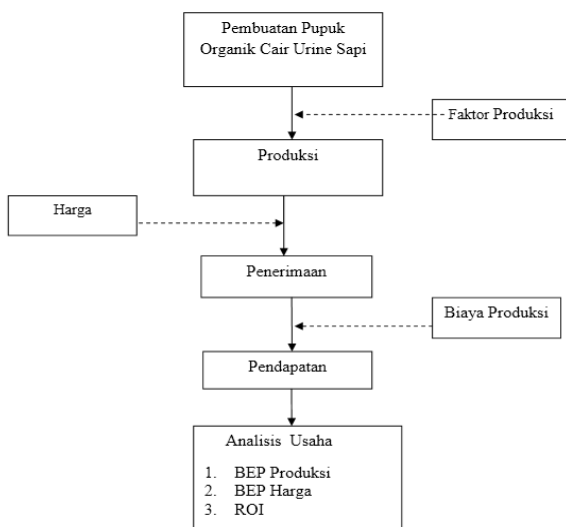 Pembuatan Pupuk
Organik Cair Urine Sapi
Faktor Produksi
Produksi
Harga
Penerimaan
Biaya Produksi
Pendapatan
Analisis Usaha
1. BEP Produksi
2. BEP Harga
3. ROI